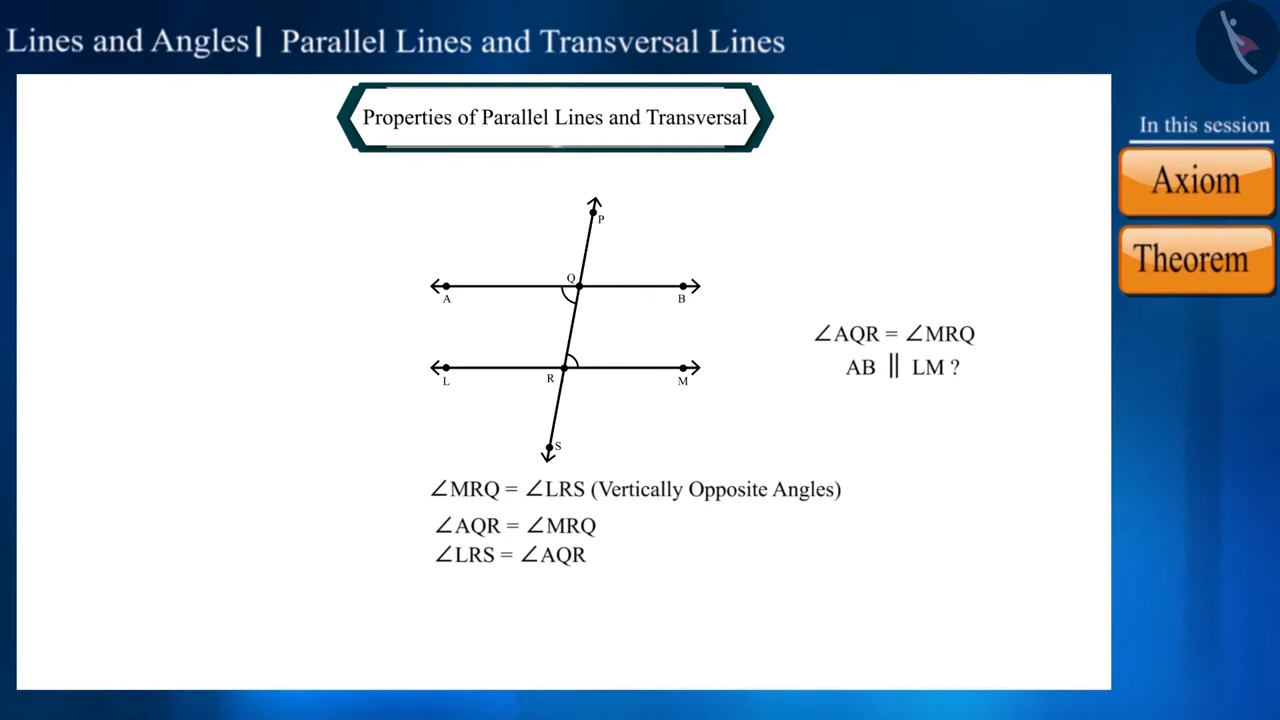 Lines and Angles| Parallel Lines and Transversal Lines
In this session
Axiom
Theorem
Properties of Parallel Lines and Transversal
P
Q
A
B
R
L
M
S
∠AQR = ∠MRQ
AB || LM ?
∠MRQ = ∠LRS (Vertically Opposite Angles)
∠AQR = ∠MRQ
∠LRS = ∠AQR